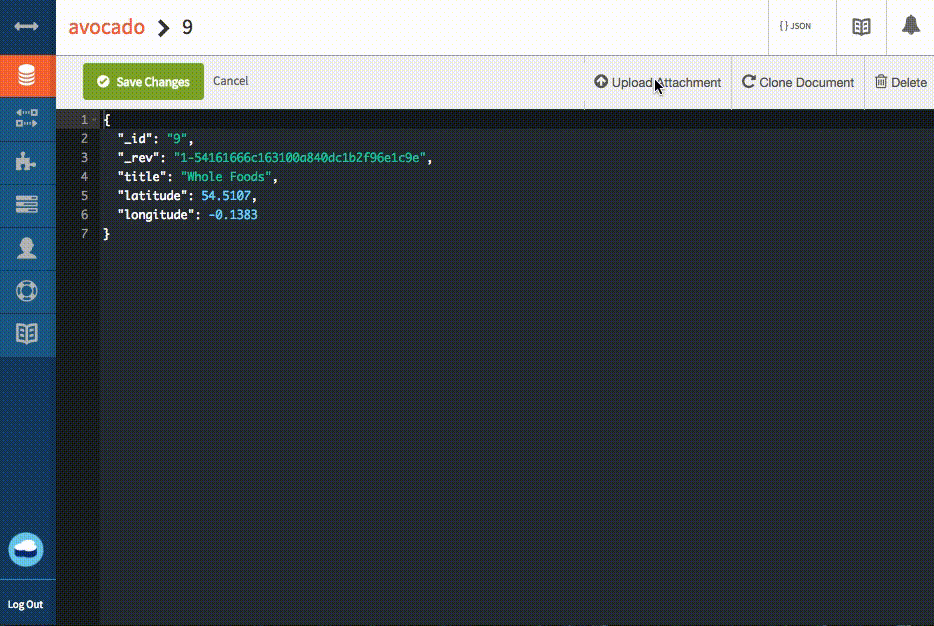 avocado > 9
{ } JSON
Save Changes Cancel Upload Attachment Clone Document Delete
1 {
2 "_id": "9",
3 "_rev": "1-54161666c163100a840dc1b2f96e1c9e",
4 "title": "Whole Foods",
5 "latitude": 54.5107,
6 "longitude": -0.1383
7 }
Log Out